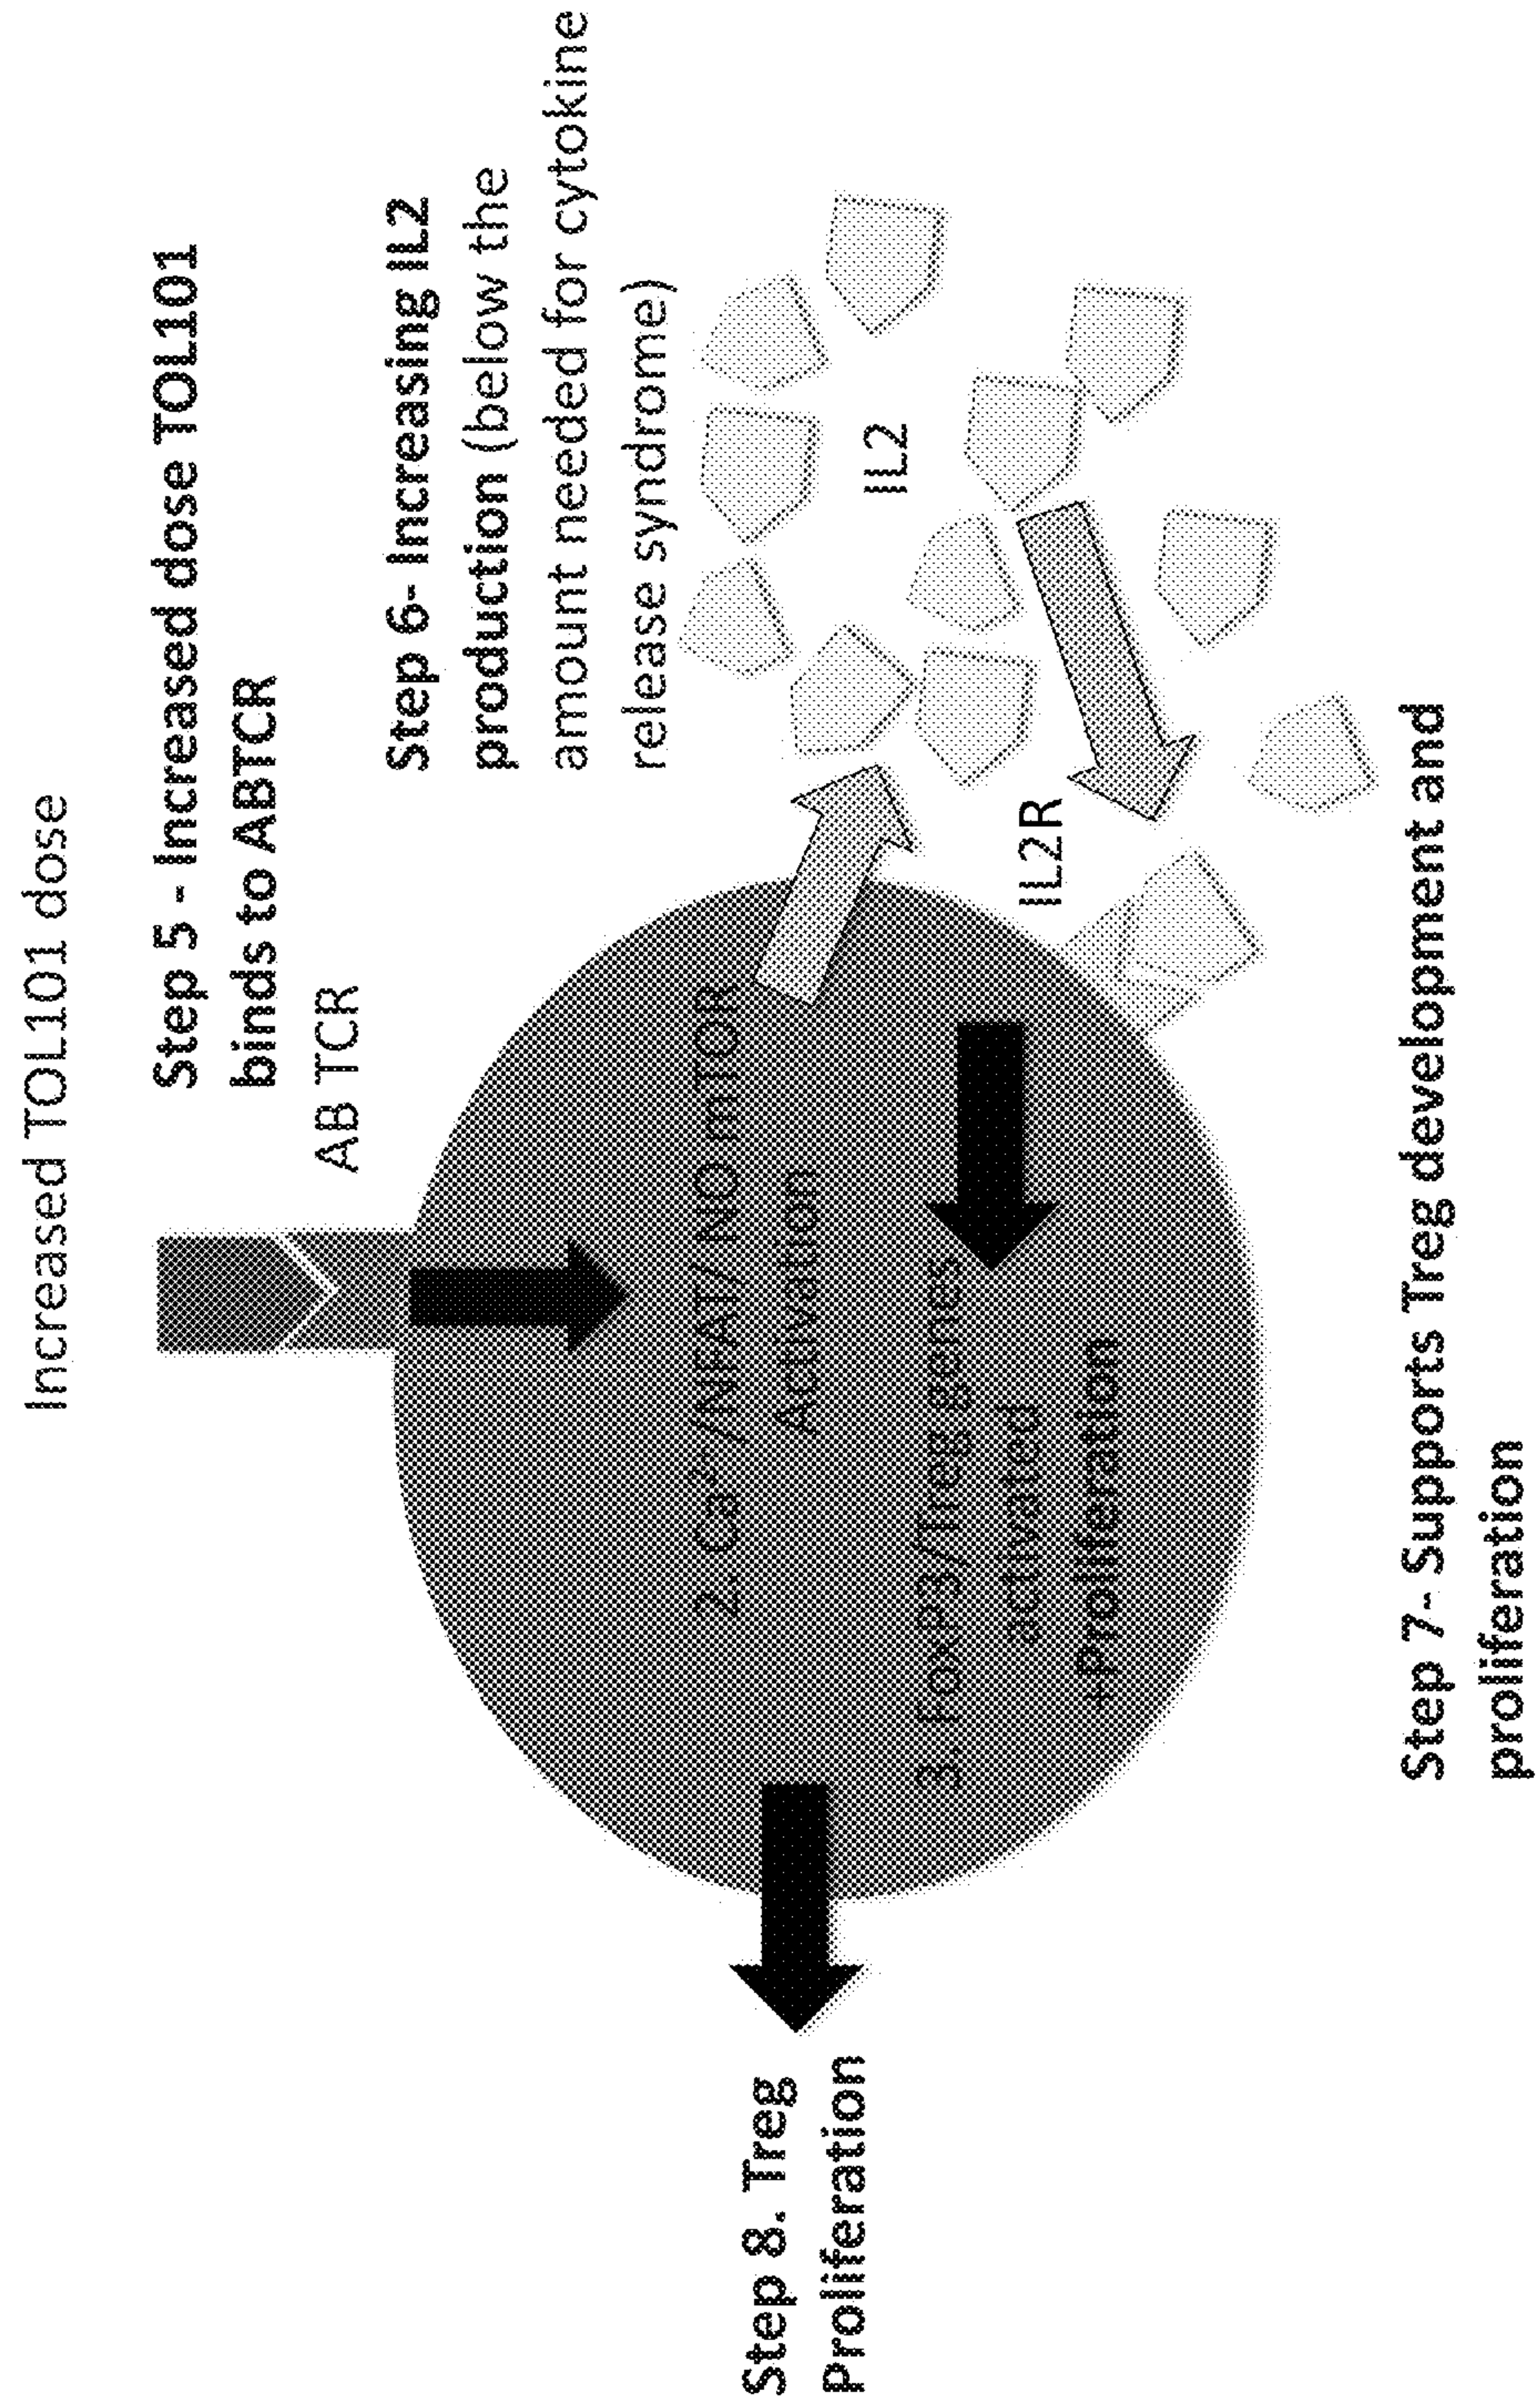 Increased TOL101 dose
Step 5 - Increased dose TOL101
binds to ABTCR
AB TCR
Step 6- Increasing IL2
production (below the
amount needed for cytokine
release syndrome)
2. Ca²⁺/NFAT/ NO mTOR
Activation
IL2
3. FoxP3/Treg genes
activated
+Proliferation
IL2R
Step 8. Treg
Proliferation
Step 7- Supports Treg development and
proliferation